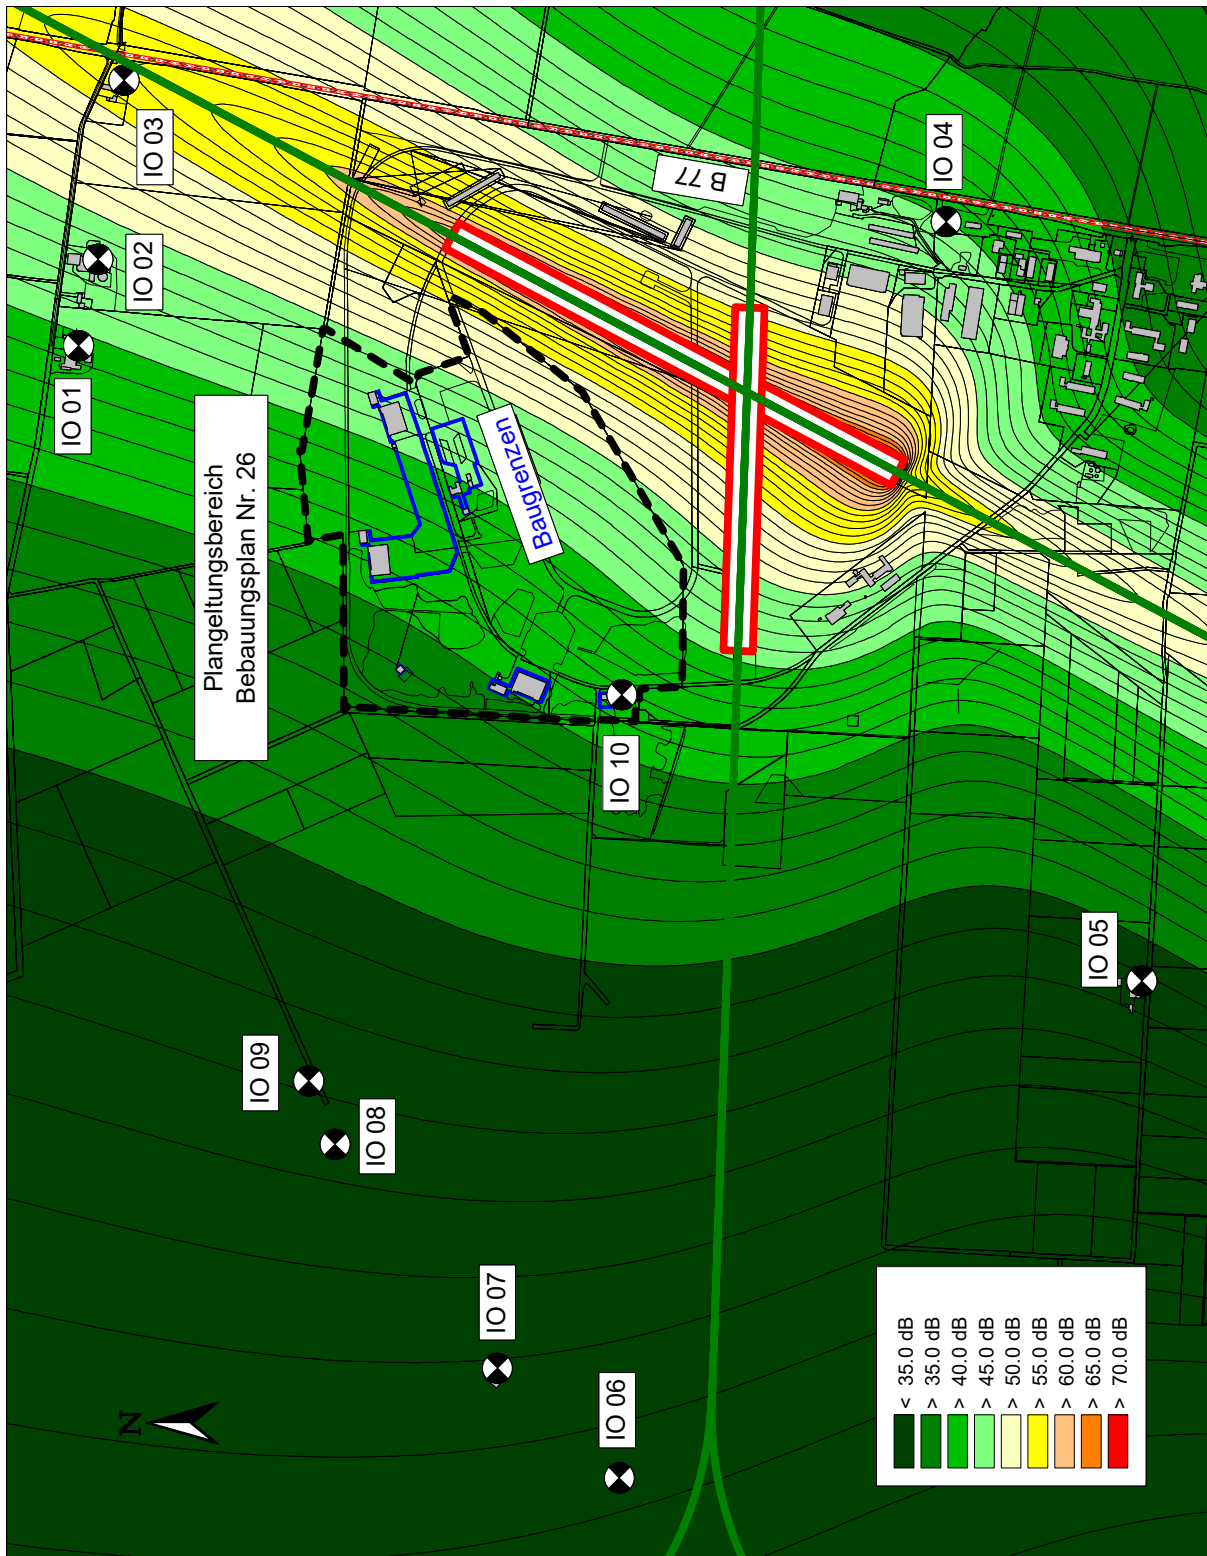 IO 03
IO 02
IO 01
IO 04
B 77
Plangeltungsbereich
Bebauungsplan Nr. 26
Baugrenzen
IO 10
IO 05
IO 09
IO 08
IO 07
IO 06
N
< 35.0 dB
> 35.0 dB
> 40.0 dB
> 45.0 dB
> 50.0 dB
> 55.0 dB
> 60.0 dB
> 65.0 dB
> 70.0 dB